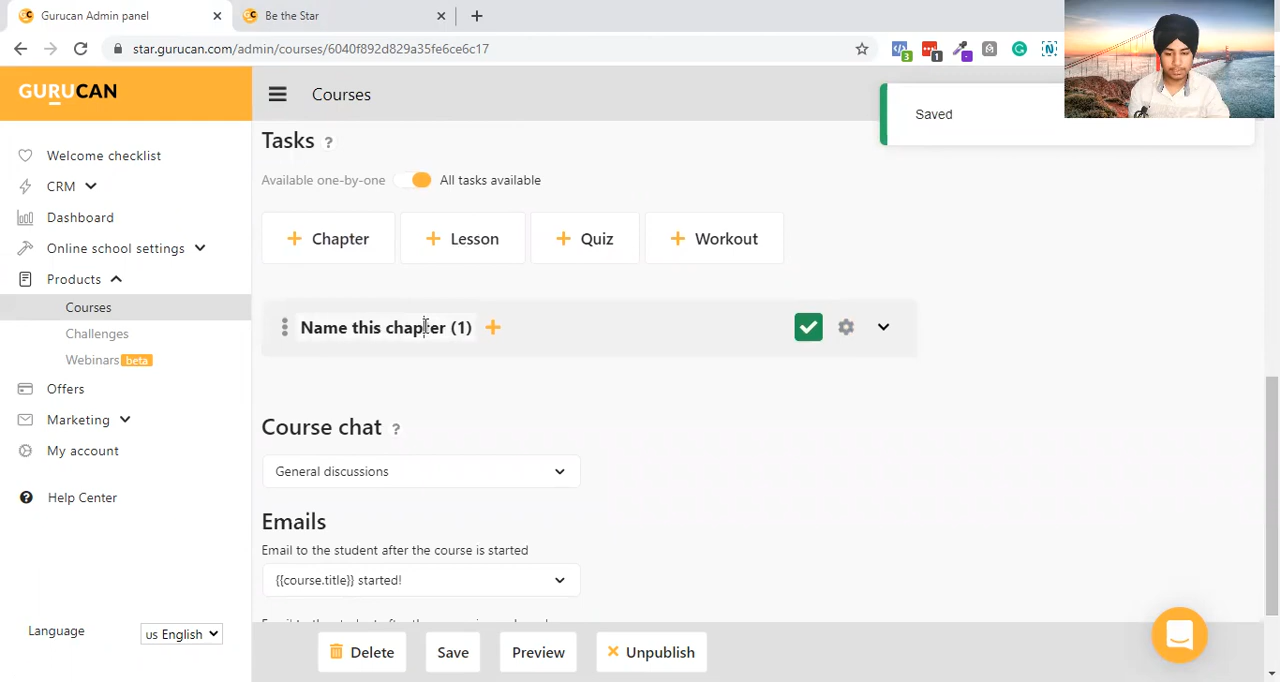 Gurucan Admin panel
Be the Star
star.gurucan.com/admin/courses/6040f892d829a35fe6ce6c17
3
1
GURUCAN
Courses
Saved
Welcome checklist
CRM
Dashboard
Online school settings
Products
Courses
Challenges
Webinars beta
Offers
Marketing
My account
Help Center
Language
us English
Tasks ?
Available one-by-one
All tasks available
+ Chapter
+ Lesson
+ Quiz
+ Workout
Name this chapter (1) +
Course chat ?
General discussions
Emails
Email to the student after the course is started
{{course.title}} started!
Delete
Save
Preview
Unpublish